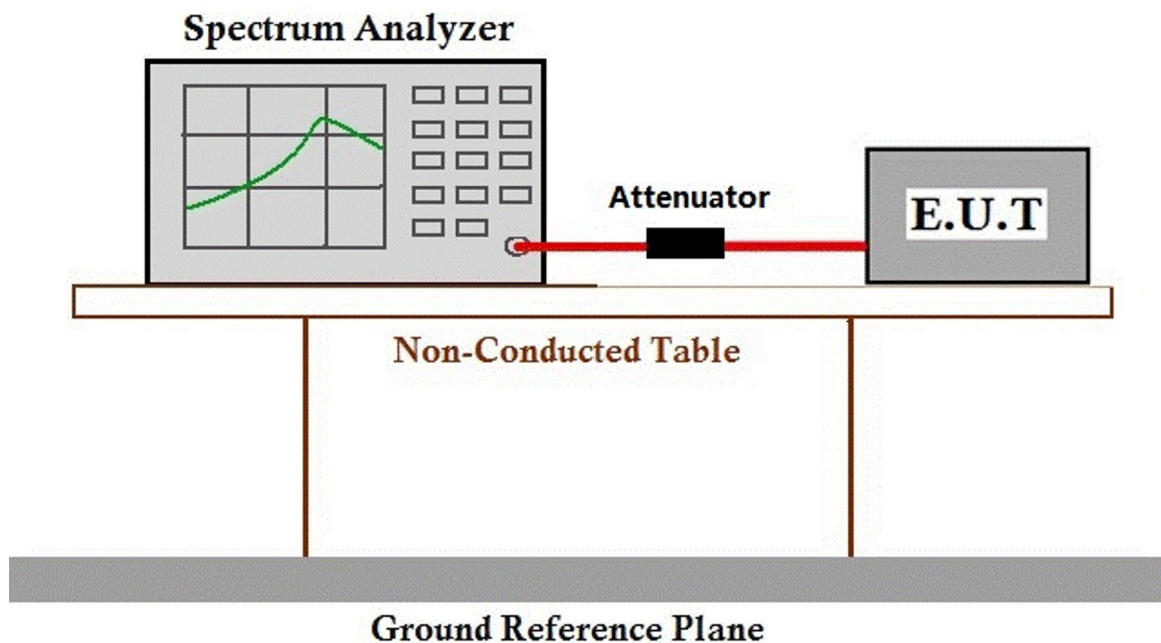 Spectrum Analyzer
Attenuator
E.U.T
Non-Conducted Table
Ground Reference Plane